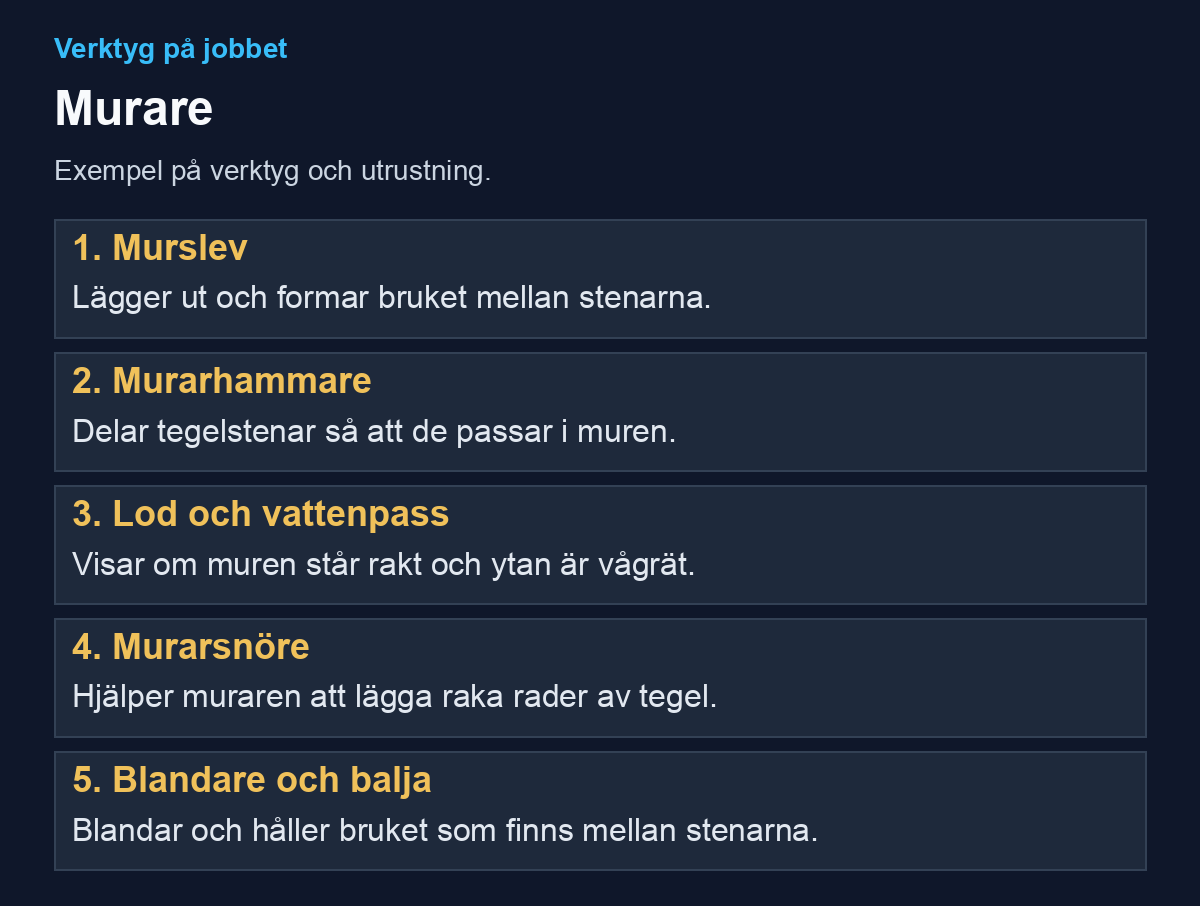 Verktyg på jobbet
Murare
Exempel på verktyg och utrustning.
1. Murslev
Lägger ut och formar bruket mellan stenarna.
2. Murarhammare
Delar tegelstenar så att de passar i muren.
3. Lod och vattenpass
Visar om muren står rakt och ytan är vågrät.
4. Murarsnöre
Hjälper muraren att lägga raka rader av tegel.
5. Blandare och balja
Blandar och håller bruket som finns mellan stenarna.